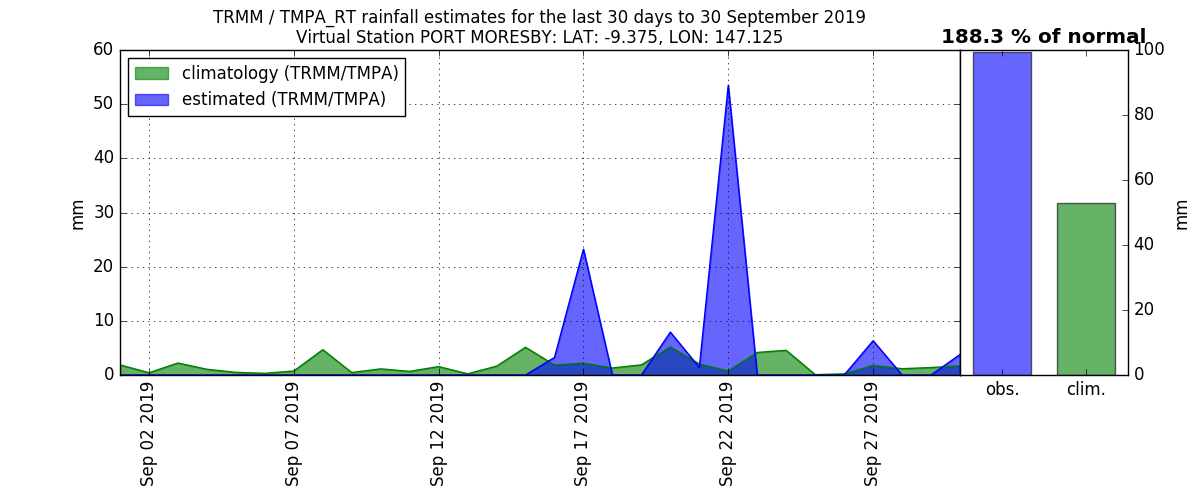 TRMM / TMPA_RT rainfall estimates for the last 30 days to 30 September 2019
Virtual Station PORT MORESBY: LAT: -9.375, LON: 147.125
188.3 % of normal
climatology (TRMM/TMPA)
estimated (TRMM/TMPA)
60
50
40
30
20
10
0
mm
Sep 02 2019
Sep 07 2019
Sep 12 2019
Sep 17 2019
Sep 22 2019
Sep 27 2019
100
80
60
40
20
0
mm
obs.
clim.